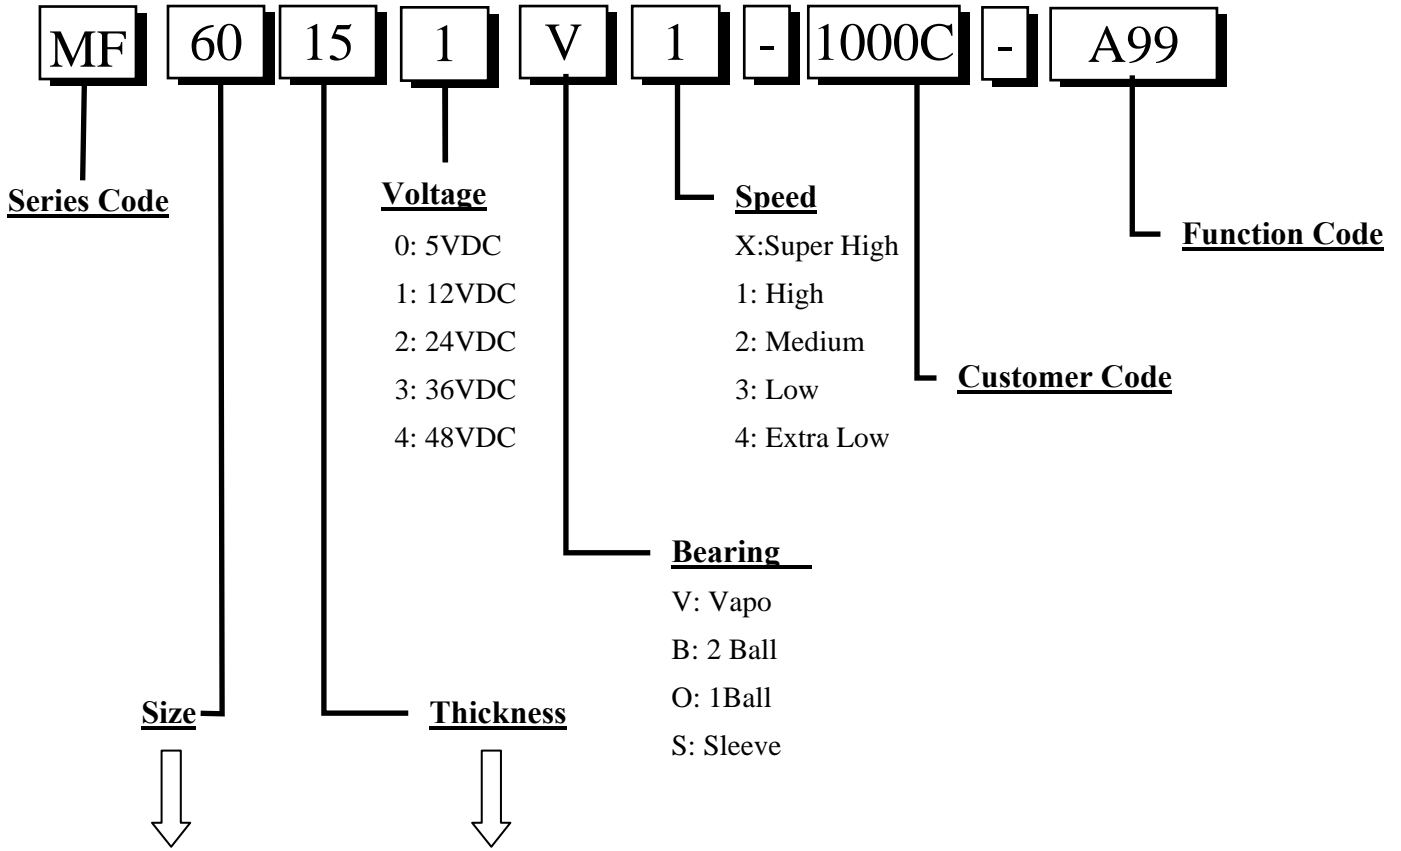 MF 60 15 1 V 1 - 1000C - A99
Series Code
Voltage
0: 5VDC
1: 12VDC
2: 24VDC
3: 36VDC
4: 48VDC
Speed
X:Super High
1: High
2: Medium
3: Low
4: Extra Low
Function Code
Customer Code
Bearing
V: Vapo
B: 2 Ball
O: 1Ball
S: Sleeve
Size
Thickness